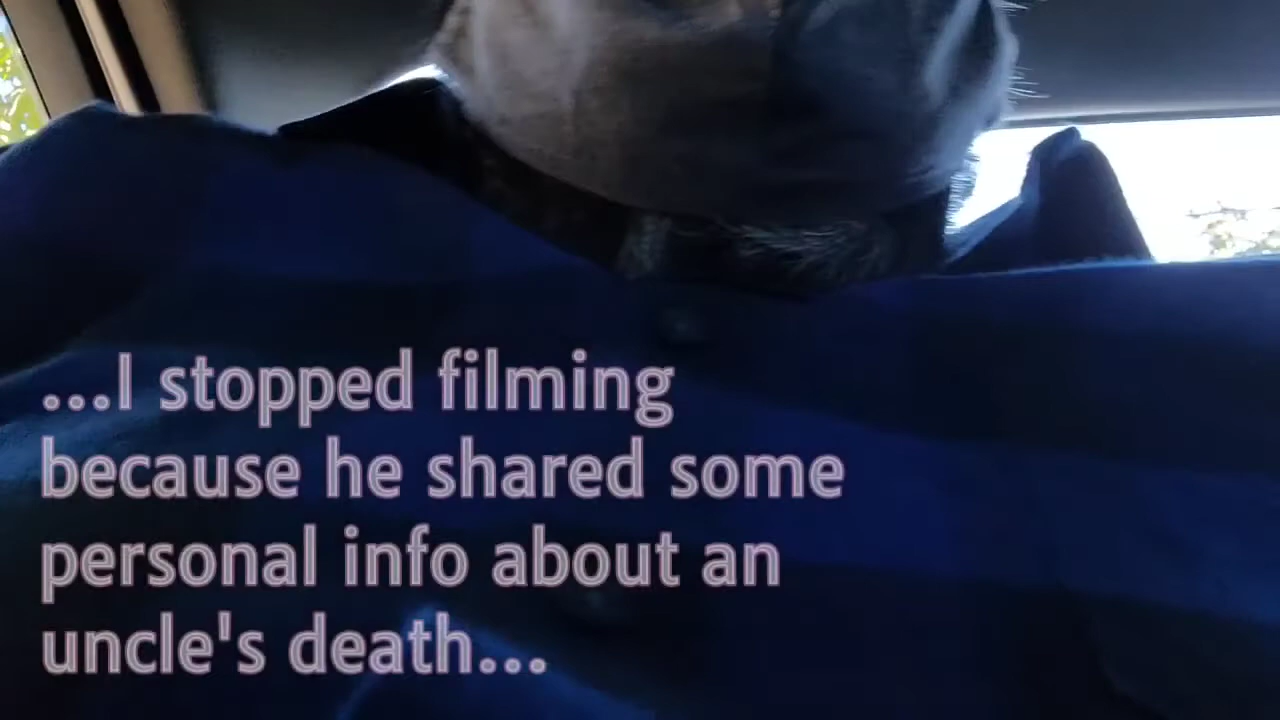 ...I stopped filming
because he shared some
personal info about an
uncle's death...